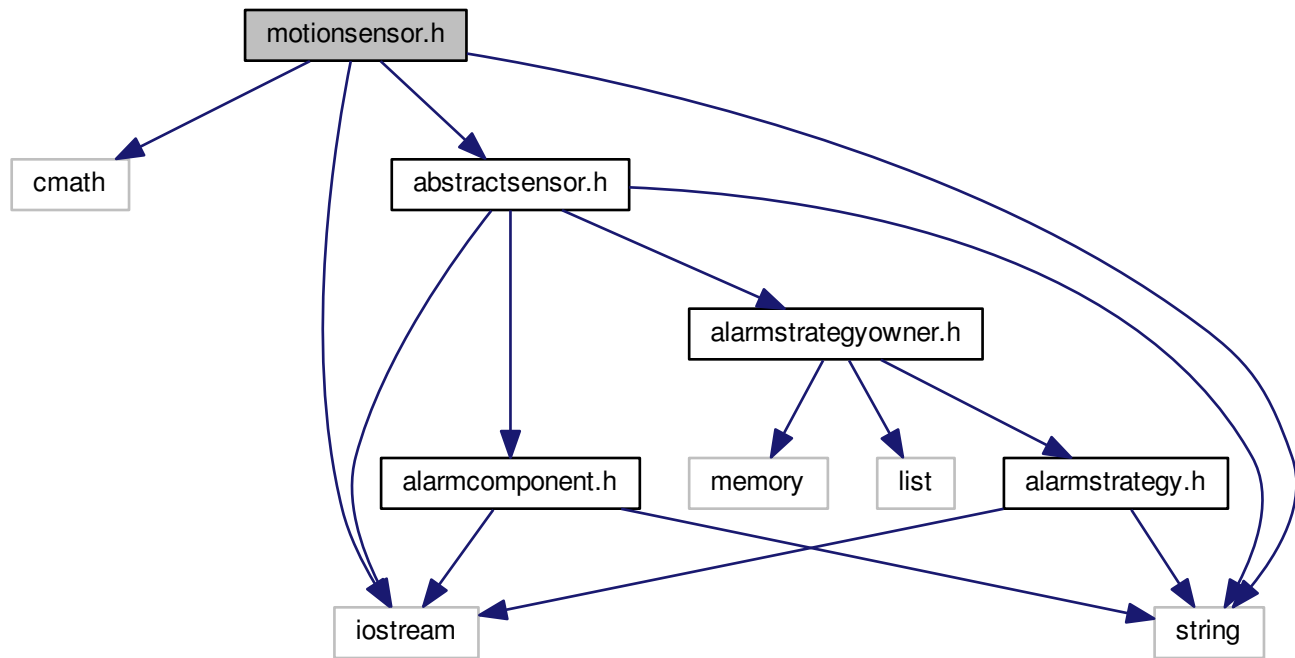 motionsensor.h
cmath
abstractsensor.h
alarmstrategyowner.h
alarmcomponent.h
memory
list
alarmstrategy.h
iostream
string